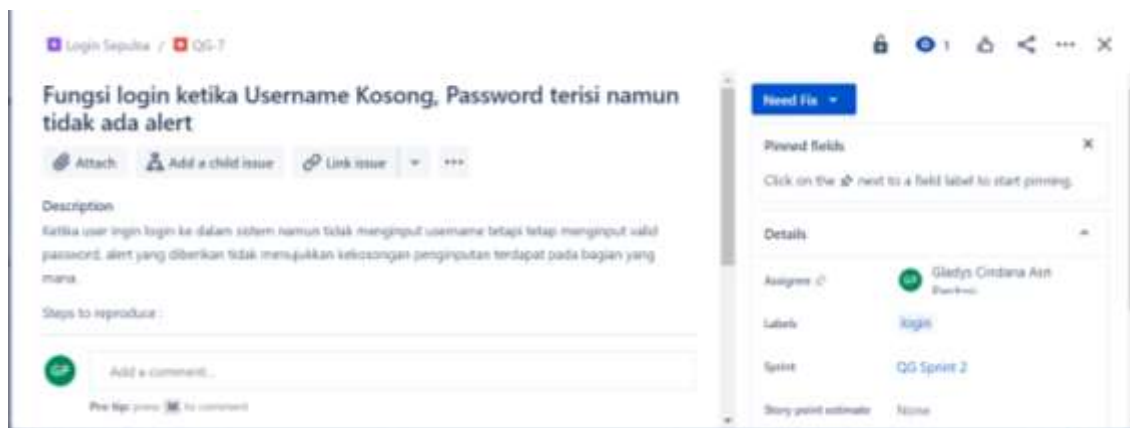 Login Sepulsa / QG-7
1
Fungsi login ketika Username Kosong, Password terisi namun
tidak ada alert
Attach
Add a child issue
Link issue
Description
Ketika user ingin login ke dalam sistem namun tidak menginput username tetapi tetap menginput valid
password, alert yang diberikan tidak menujukkan kekosongan penginputan terdapat pada bagian yang
mana.
Steps to reproduce :
GP
Add a comment...
Pro tip: press M to comment
Need Fix
Pinned fields
Click on the next to a field label to start pinning.
Details
Assignee
GP
Gladys Cindana
Labels
login
Sprint
QG Sprint 2
Story point estimate
None